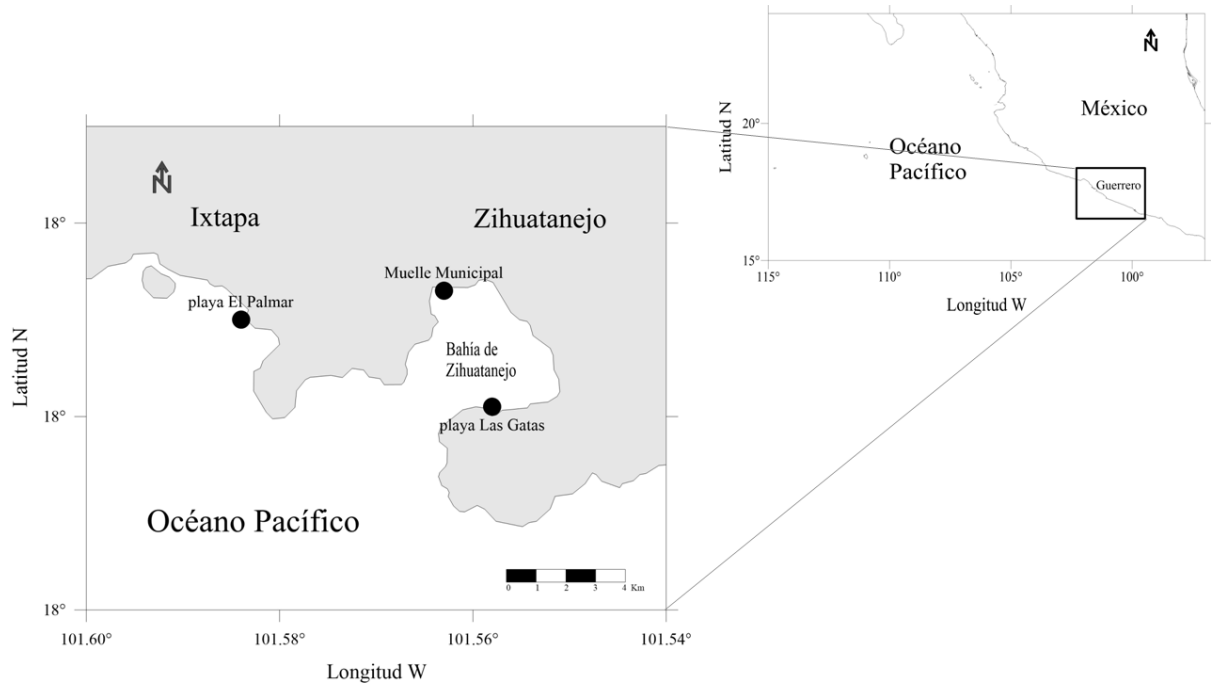 N
Ixtapa
Zihuatanejo
Muelle Municipal
playa El Palmar
Bahía de
Zihuatanejo
playa Las Gatas
Océano Pacífico
0 1 2 3 4 Km
18°
18°
18°
Latitud N
101.60° 101.58° 101.56° 101.54°
Longitud W
N
México
Océano
Pacífico
Guerrero
20°
15°
Latitud N
115° 110° 105° 100°
Longitud W